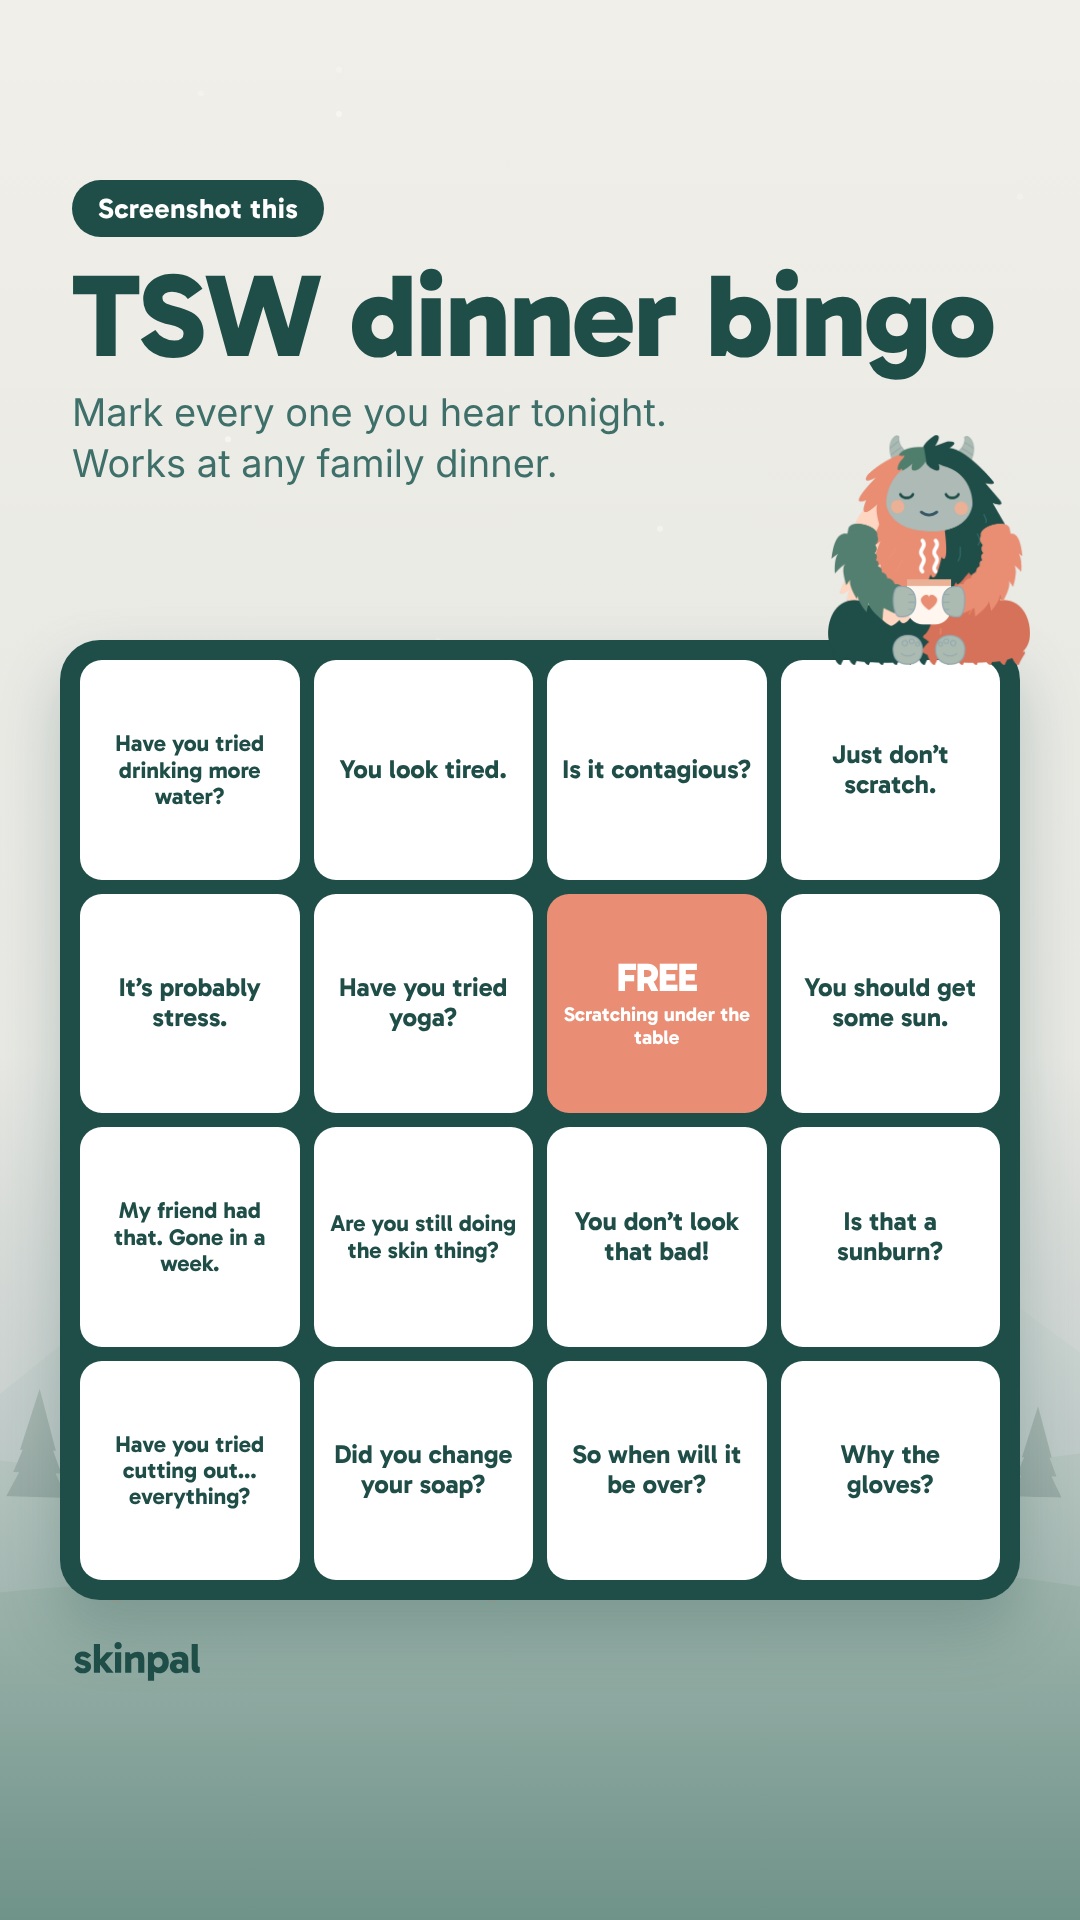 Screenshot this
TSW dinner bingo
Mark every one you hear tonight.
Works at any family dinner.
Have you tried
drinking more
water?
You look tired.
Is it contagious?
Just don’t
scratch.
It’s probably
stress.
Have you tried
yoga?
FREE
Scratching under the
table
You should get
some sun.
My friend had
that. Gone in a
week.
Are you still doing
the skin thing?
You don’t look
that bad!
Is that a
sunburn?
Have you tried
cutting out...
everything?
Did you change
your soap?
So when will it
be over?
Why the
gloves?
skinpal